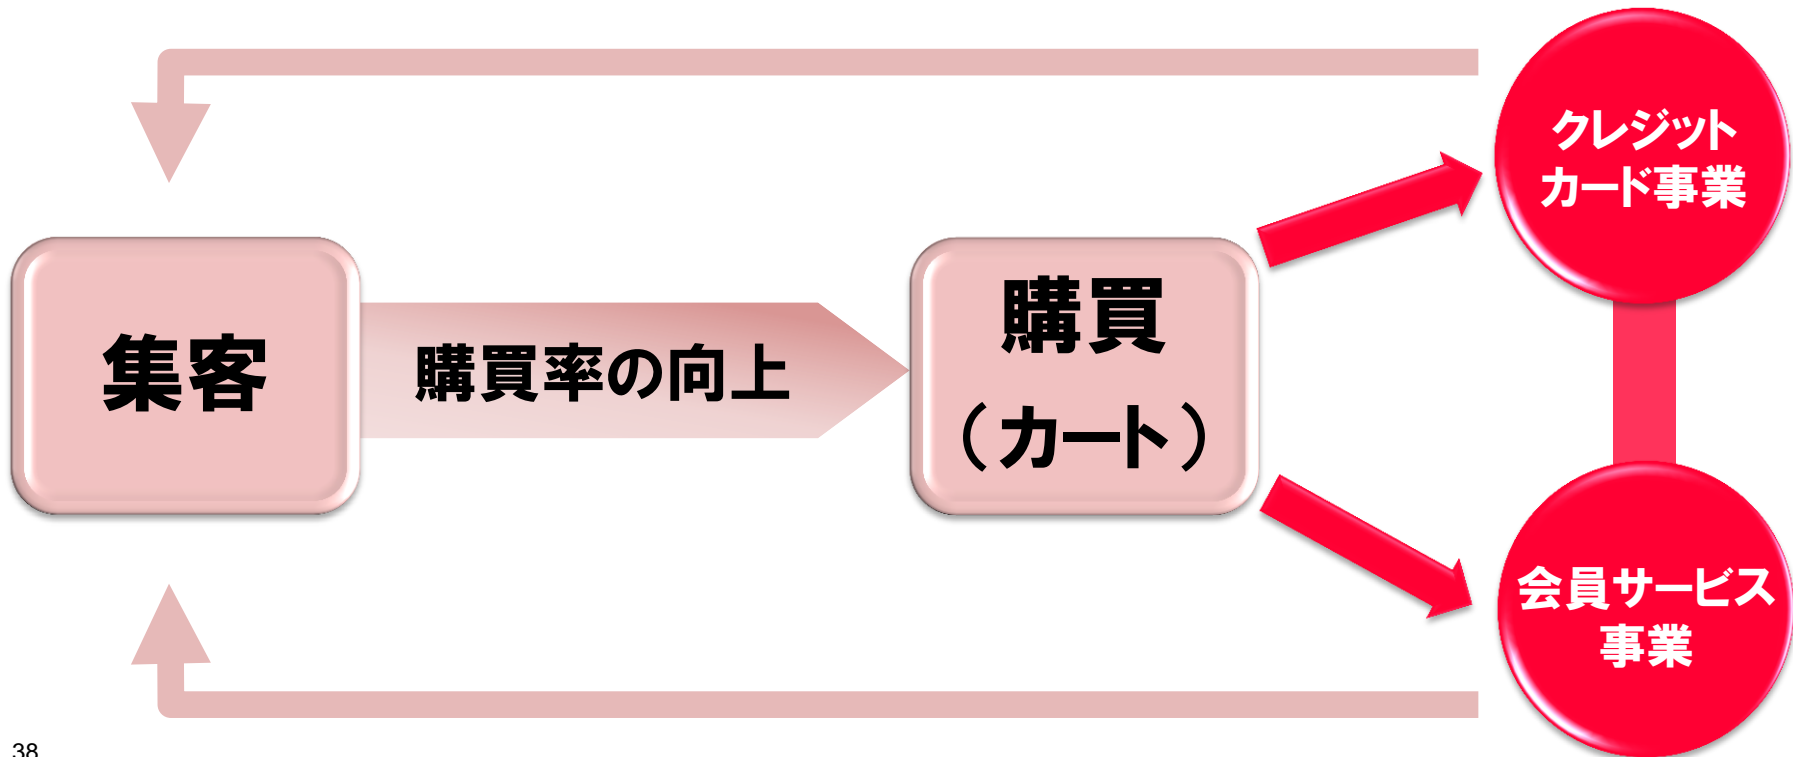 集客
購買率の向上
購買
（カート）
クレジット
カード事業
会員サービス
事業
38